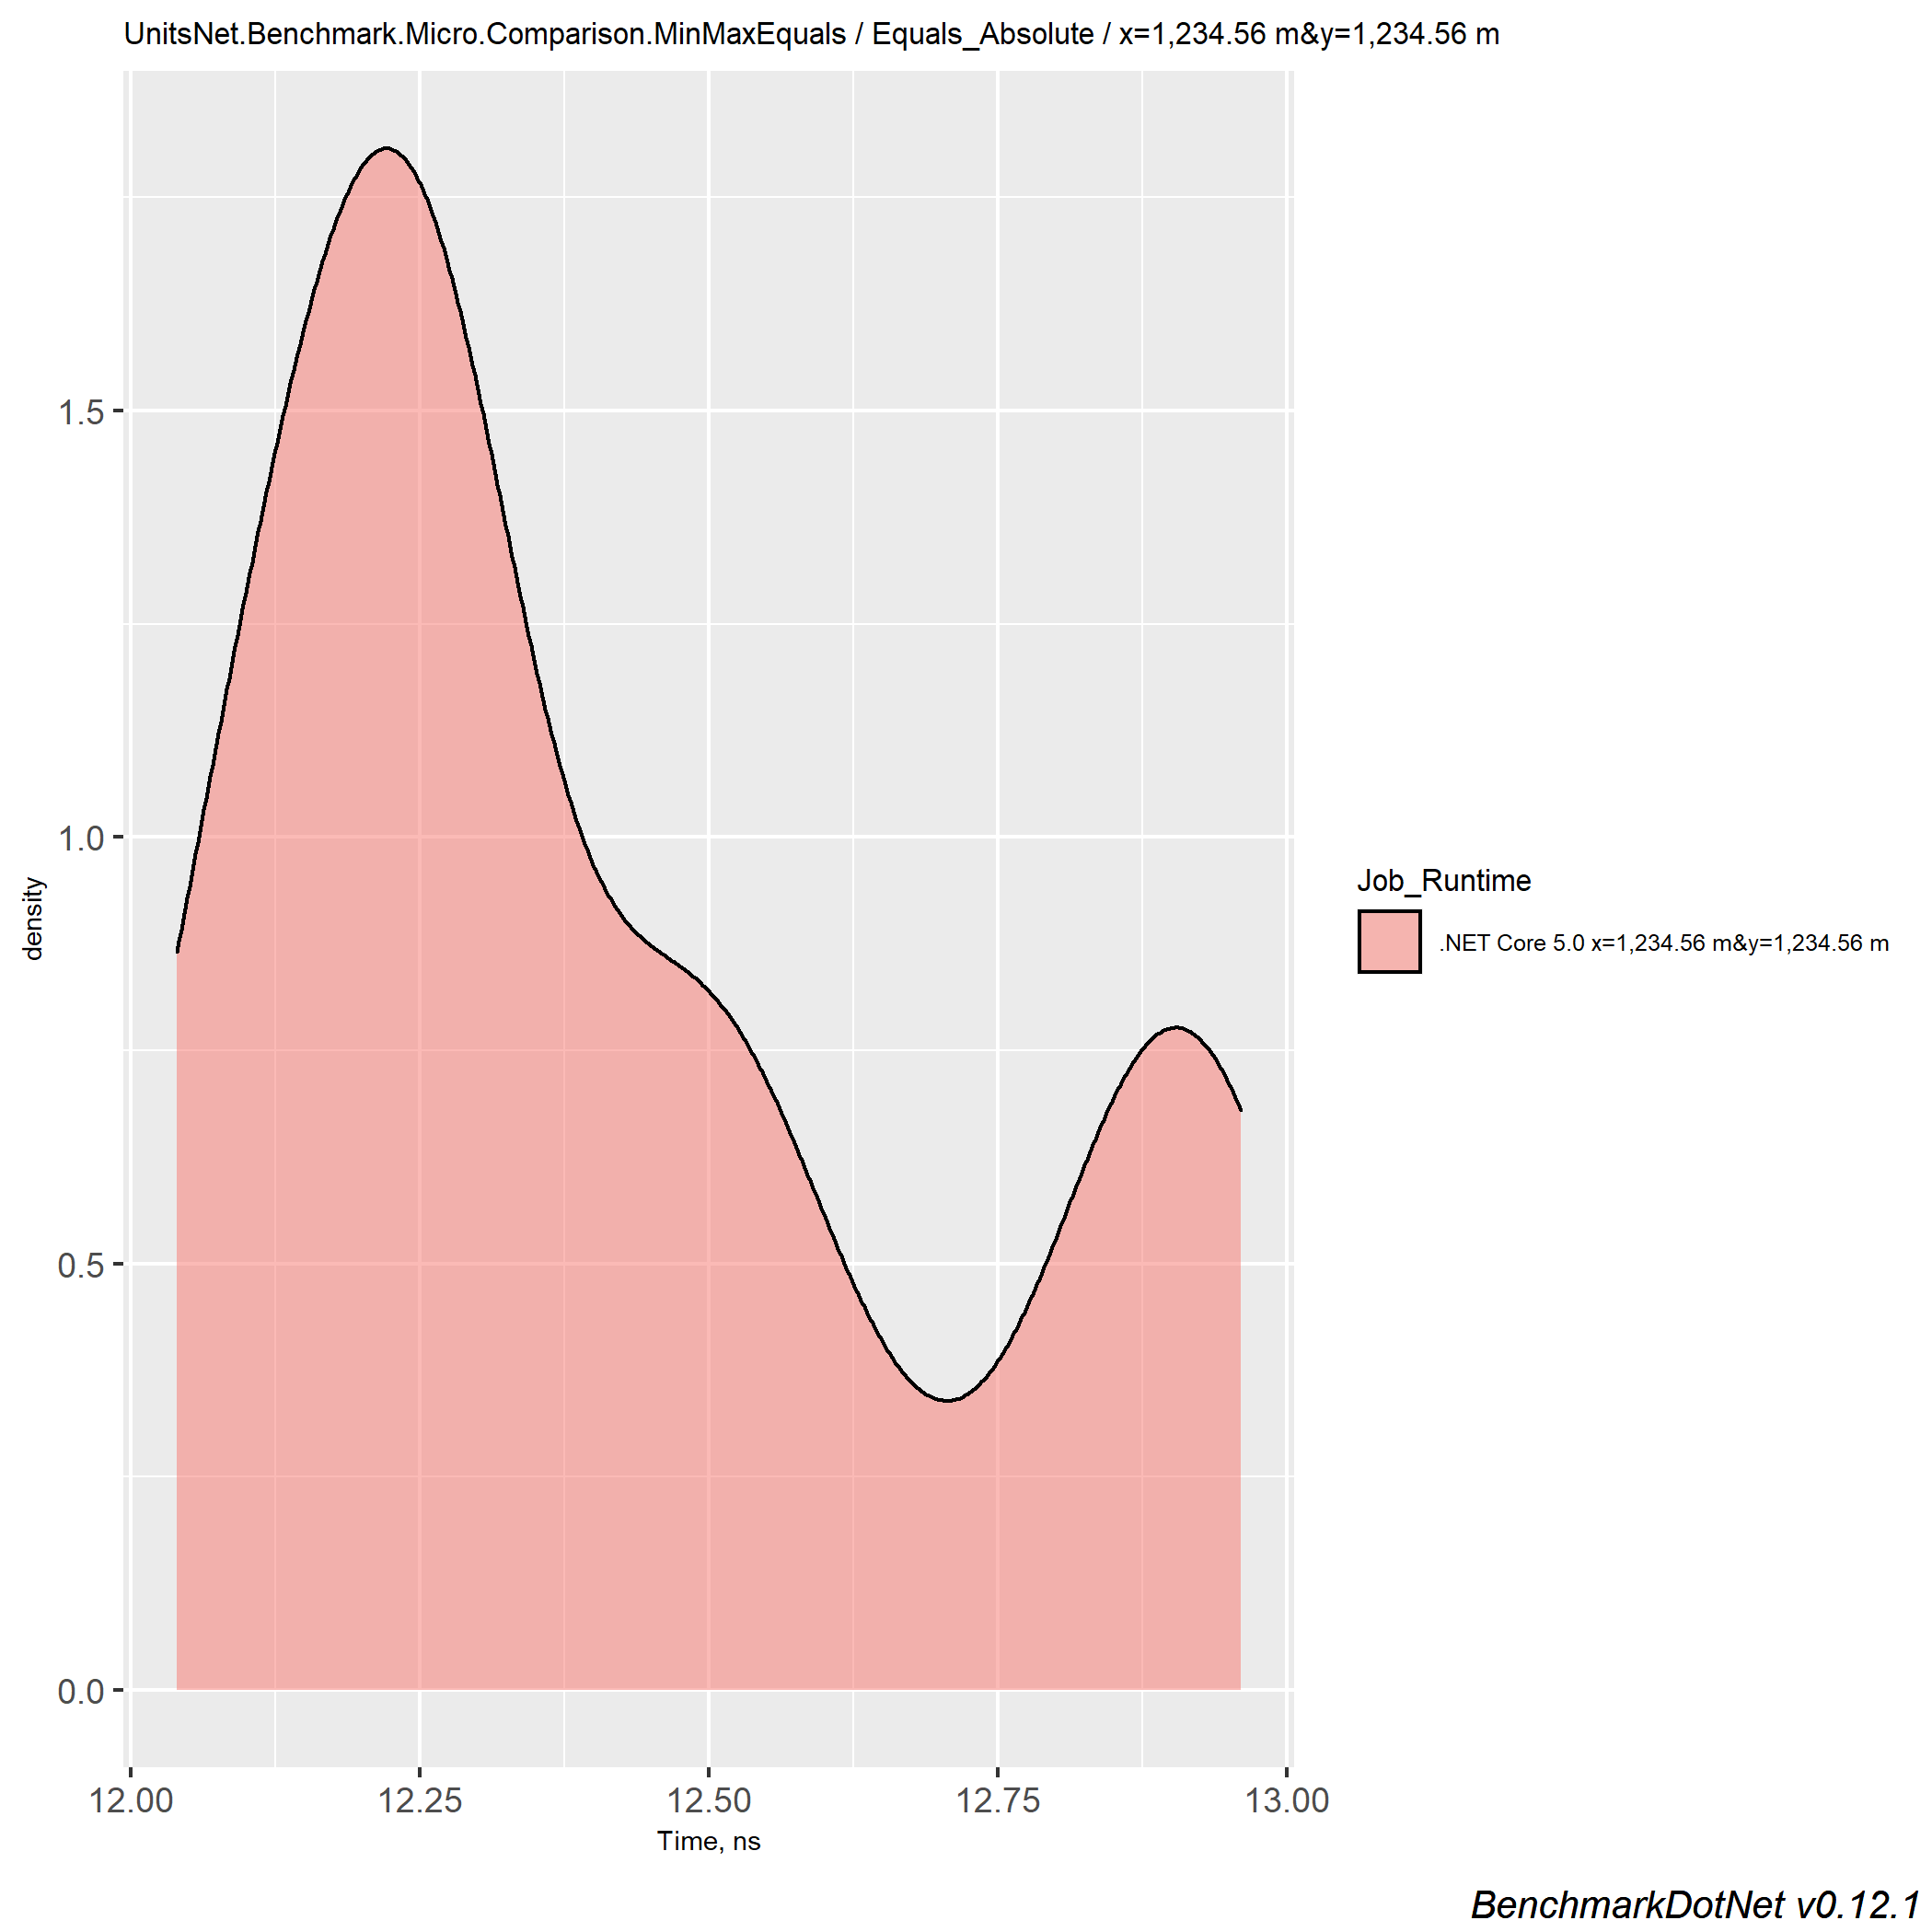 UnitsNet.Benchmark.Micro.Comparison.MinMaxEquals / Equals_Absolute / x=1,234.56 m&y=1,234.56 m
1.5
1.0
0.5
0.0
density
12.00 12.25 12.50 12.75 13.00
Time, ns
Job_Runtime
.NET Core 5.0 x=1,234.56 m&y=1,234.56 m
BenchmarkDotNet v0.12.1